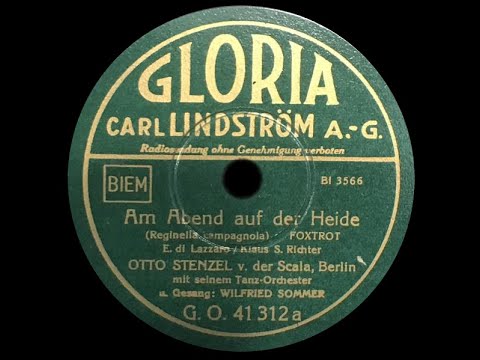 GLORIA
CARL LINDSTRÖM A.-G.
Radiosendung ohne Genehmigung verboten
BIEM
BI 3566
Am Abend auf der Heide
(Reginella campagnola) FOXTROT
E. di Lazzaro / Klaus S. Richter
OTTO STENZEL v. der Scala, Berlin
mit seinem Tanz-Orchester
u. Gesang: WILFRIED SOMMER
G. O. 41 312 a